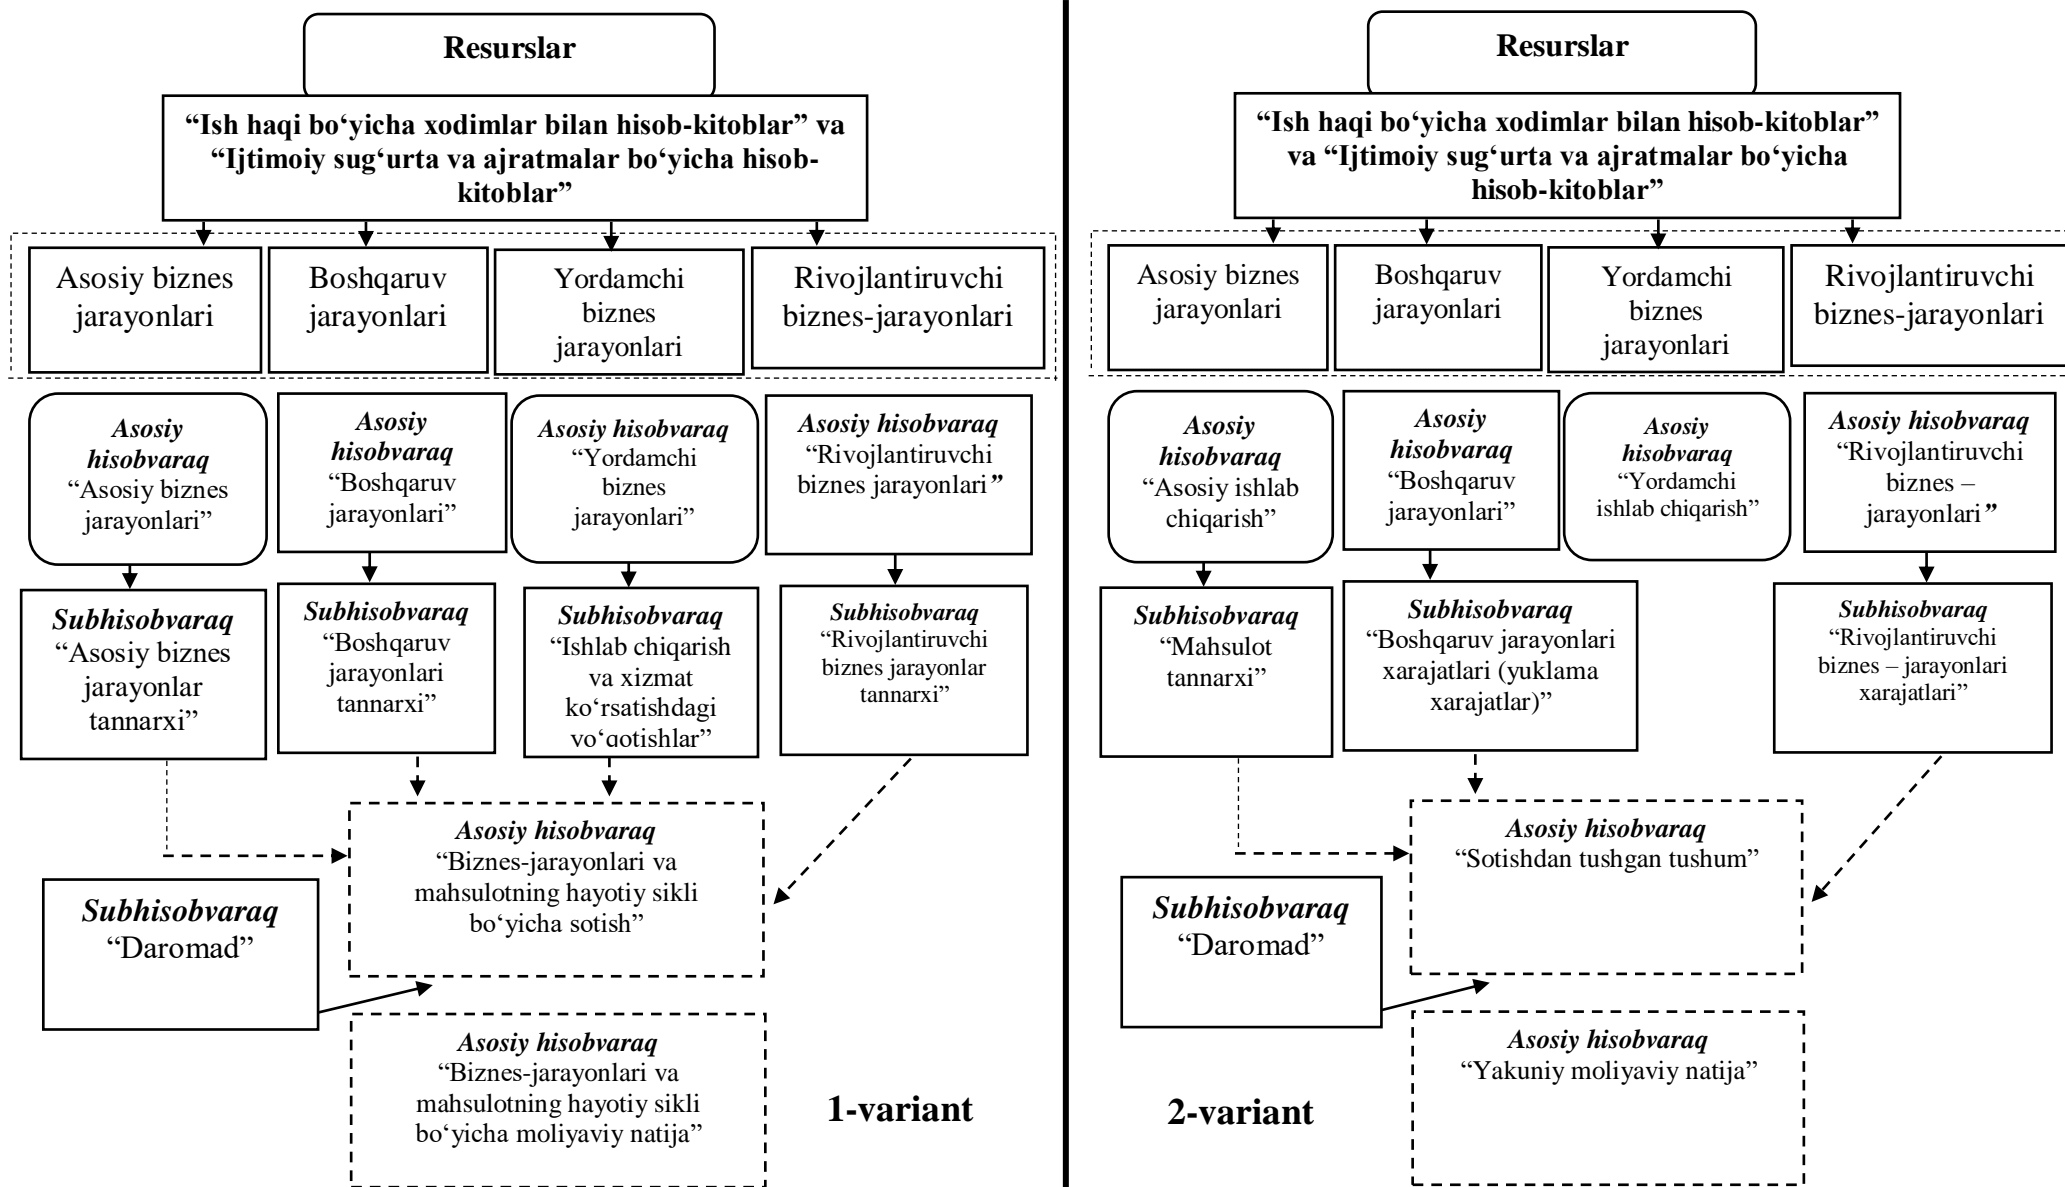 Resurslar
“Ish haqi bo‘yicha xodimlar bilan hisob-kitoblar” va
“Ijtimoiy sug‘urta va ajratmalar bo‘yicha hisob-
kitoblar”
Asosiy biznes
jarayonlari
Boshqaruv
jarayonlari
Yordamchi
biznes
jarayonlari
Rivojlantiruvchi
biznes-jarayonlari
Asosiy
hisobvaraq
“Asosiy biznes
jarayonlari”
Asosiy
hisobvaraq
“Boshqaruv
jarayonlari”
Asosiy hisobvaraq
“Yordamchi
biznes
jarayonlari”
Asosiy hisobvaraq
“Rivojlantiruvchi
biznes jarayonlari”
Subhisobvaraq
“Asosiy biznes
jarayonlar
tannarxi”
Subhisobvaraq
“Boshqaruv
jarayonlari
tannarxi”
Subhisobvaraq
“Ishlab chiqarish
va xizmat
ko‘rsatishdagi
yo‘qotishlar”
Subhisobvaraq
“Rivojlantiruvchi
biznes jarayonlar
tannarxi”
Asosiy hisobvaraq
“Biznes-jarayonlari va
mahsulotning hayotiy sikli
bo‘yicha sotish”
Subhisobvaraq
“Daromad”
Asosiy hisobvaraq
“Biznes-jarayonlari va
mahsulotning hayotiy sikli
bo‘yicha moliyaviy natija”
1-variant
Resurslar
“Ish haqi bo‘yicha xodimlar bilan hisob-kitoblar”
va “Ijtimoiy sug‘urta va ajratmalar bo‘yicha
hisob-kitoblar”
Asosiy biznes
jarayonlari
Boshqaruv
jarayonlari
Yordamchi
biznes
jarayonlari
Rivojlantiruvchi
biznes-jarayonlari
Asosiy
hisobvaraq
“Asosiy ishlab
chiqarish”
Asosiy
hisobvaraq
“Boshqaruv
jarayonlari”
Asosiy
hisobvaraq
“Yordamchi
ishlab chiqarish”
Asosiy hisobvaraq
“Rivojlantiruvchi
biznes –
jarayonlari”
Subhisobvaraq
“Mahsulot
tannarxi”
Subhisobvaraq
“Boshqaruv jarayonlari
xarajatlari (yuklama
xarajatlar)”
Subhisobvaraq
“Rivojlantiruvchi
biznes – jarayonlari
xarajatlari”
Asosiy hisobvaraq
“Sotishdan tushgan tushum”
Subhisobvaraq
“Daromad”
Asosiy hisobvaraq
“Yakuniy moliyaviy natija”
2-variant